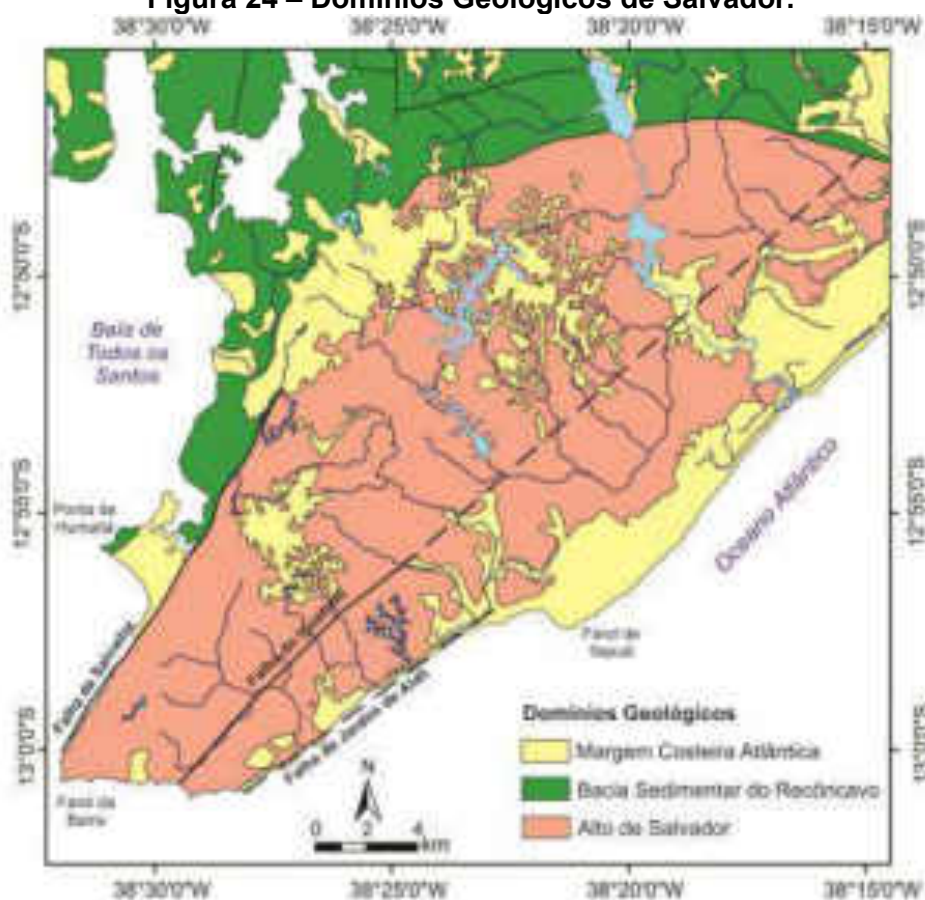 Figura 24 – Domínios Geológicos de Salvador.
38°30'0"W 38°25'0"W 38°20'0"W 38°15'0"W
12°50'0"S
12°50'0"S
Baía de
Todos os
Santos
12°55'0"S
12°55'0"S
Ponta de
Humaitá
Oceano Atlântico
Farol de
Itapuã
Falha de Salvador
Falha do Iguatemi
Falha do Jardim de Alah
13°0'0"S
13°0'0"S
Farol da
Barra
N
0 2 4
km
Domínios Geológicos
Margem Costeira Atlântica
Bacia Sedimentar do Recôncavo
Alto de Salvador
38°30'0"W 38°25'0"W 38°20'0"W 38°15'0"W